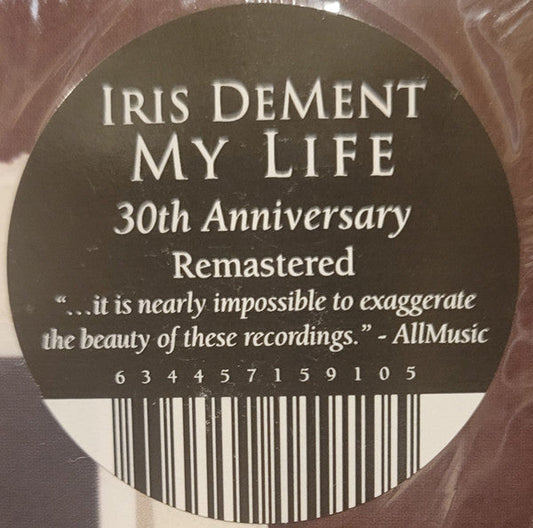 IRIS DEMENT
MY LIFE
30th Anniversary
Remastered
“...it is nearly impossible to exaggerate
the beauty of these recordings.” - AllMusic
6 3 4 4 5 7 1 5 9 1 0 5